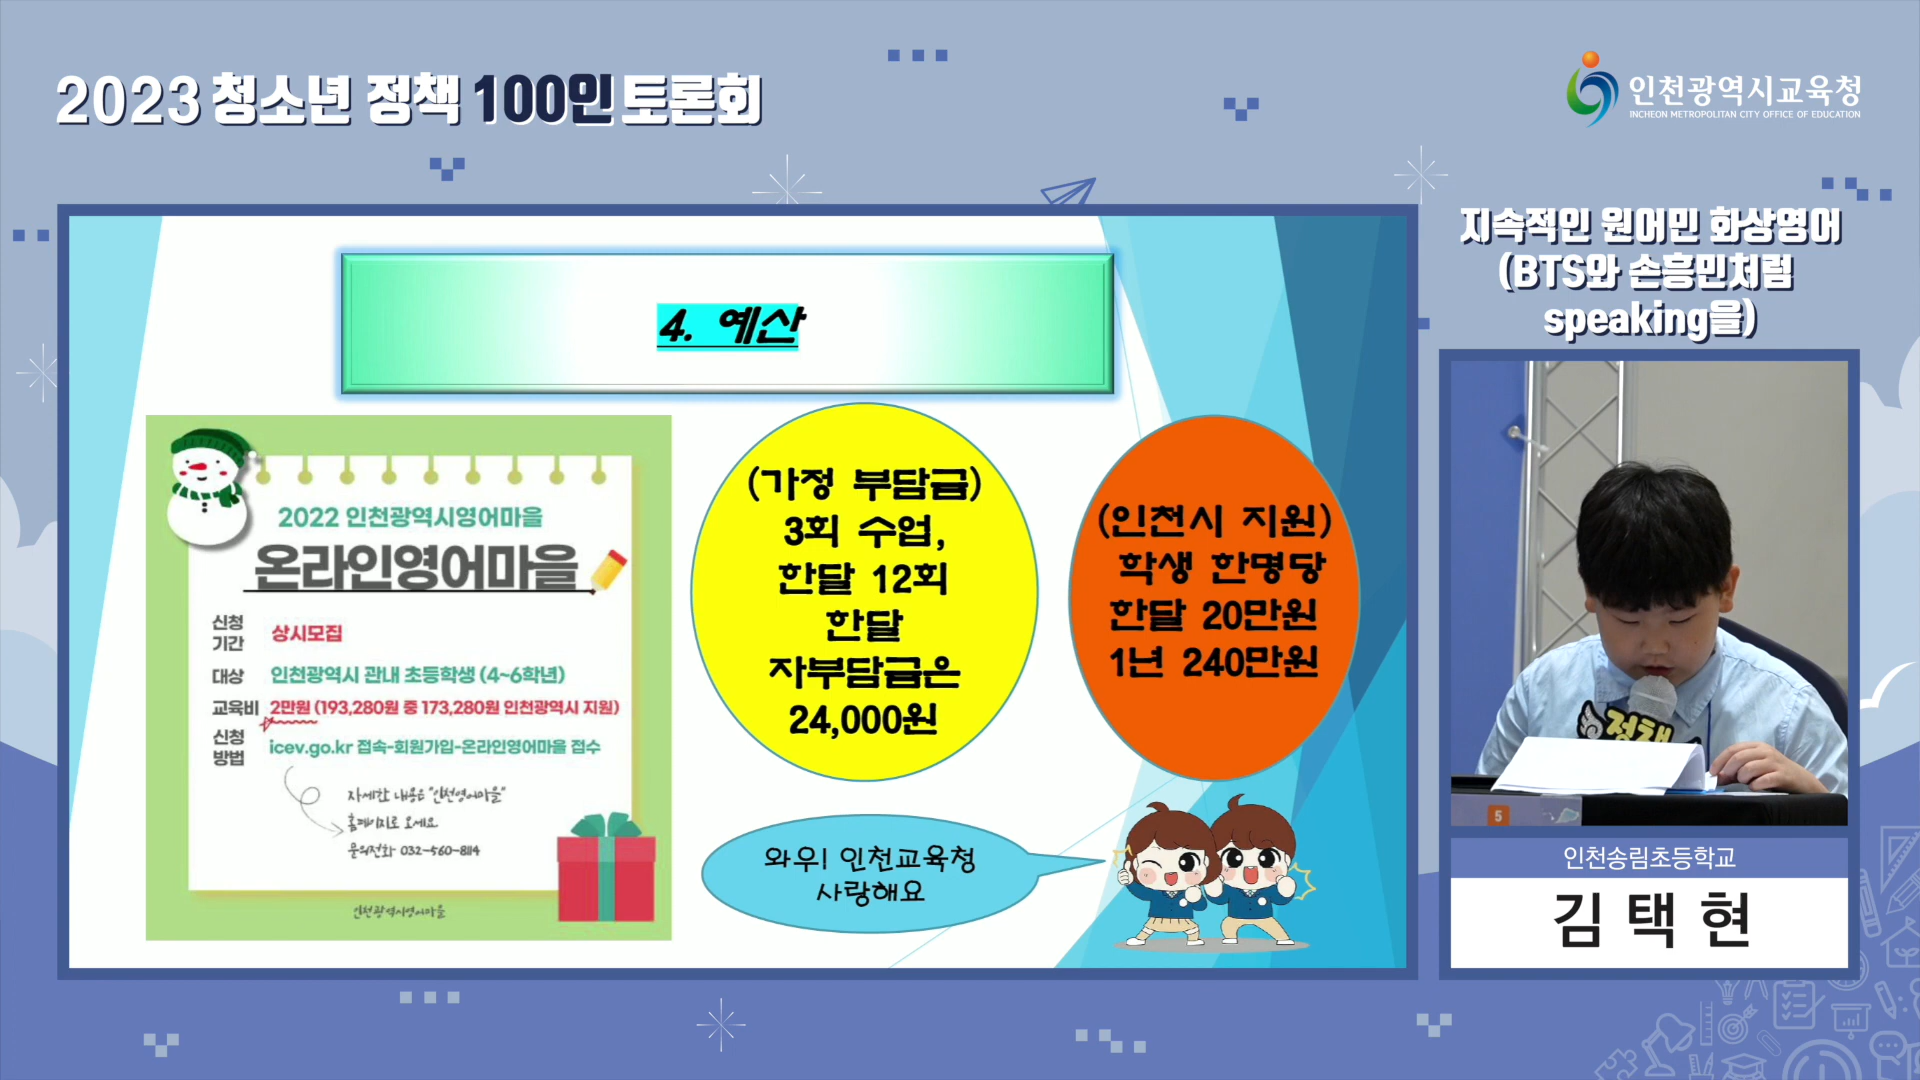 2023 청소년 정책 100인 토론회
인천광역시교육청
INCHEON METROPOLITAN CITY OFFICE OF EDUCATION
지속적인 원어민 화상영어
(BTS와 손흥민처럼
speaking을)
4. 예산
2022 인천광역시영어마을
온라인영어마을
신청
기간
상시모집
대상 인천광역시 관내 초등학생 (4~6학년)
교육비 2만원 (193,280원 중 173,280원 인천광역시 지원)
신청
방법
icev.go.kr 접속-회원가입-온라인영어마을 접수
자세한 내용은 "인천영어마을"
홈페이지로 오세요
문의전화 032-560-8114
인천광역시영어마을
(가정 부담금)
3회 수업,
한달 12회
한달
자부담금은
24,000원
(인천시 지원)
학생 한명당
한달 20만원
1년 240만원
와우! 인천교육청
사랑해요
정책
5
인천송림초등학교
김택현